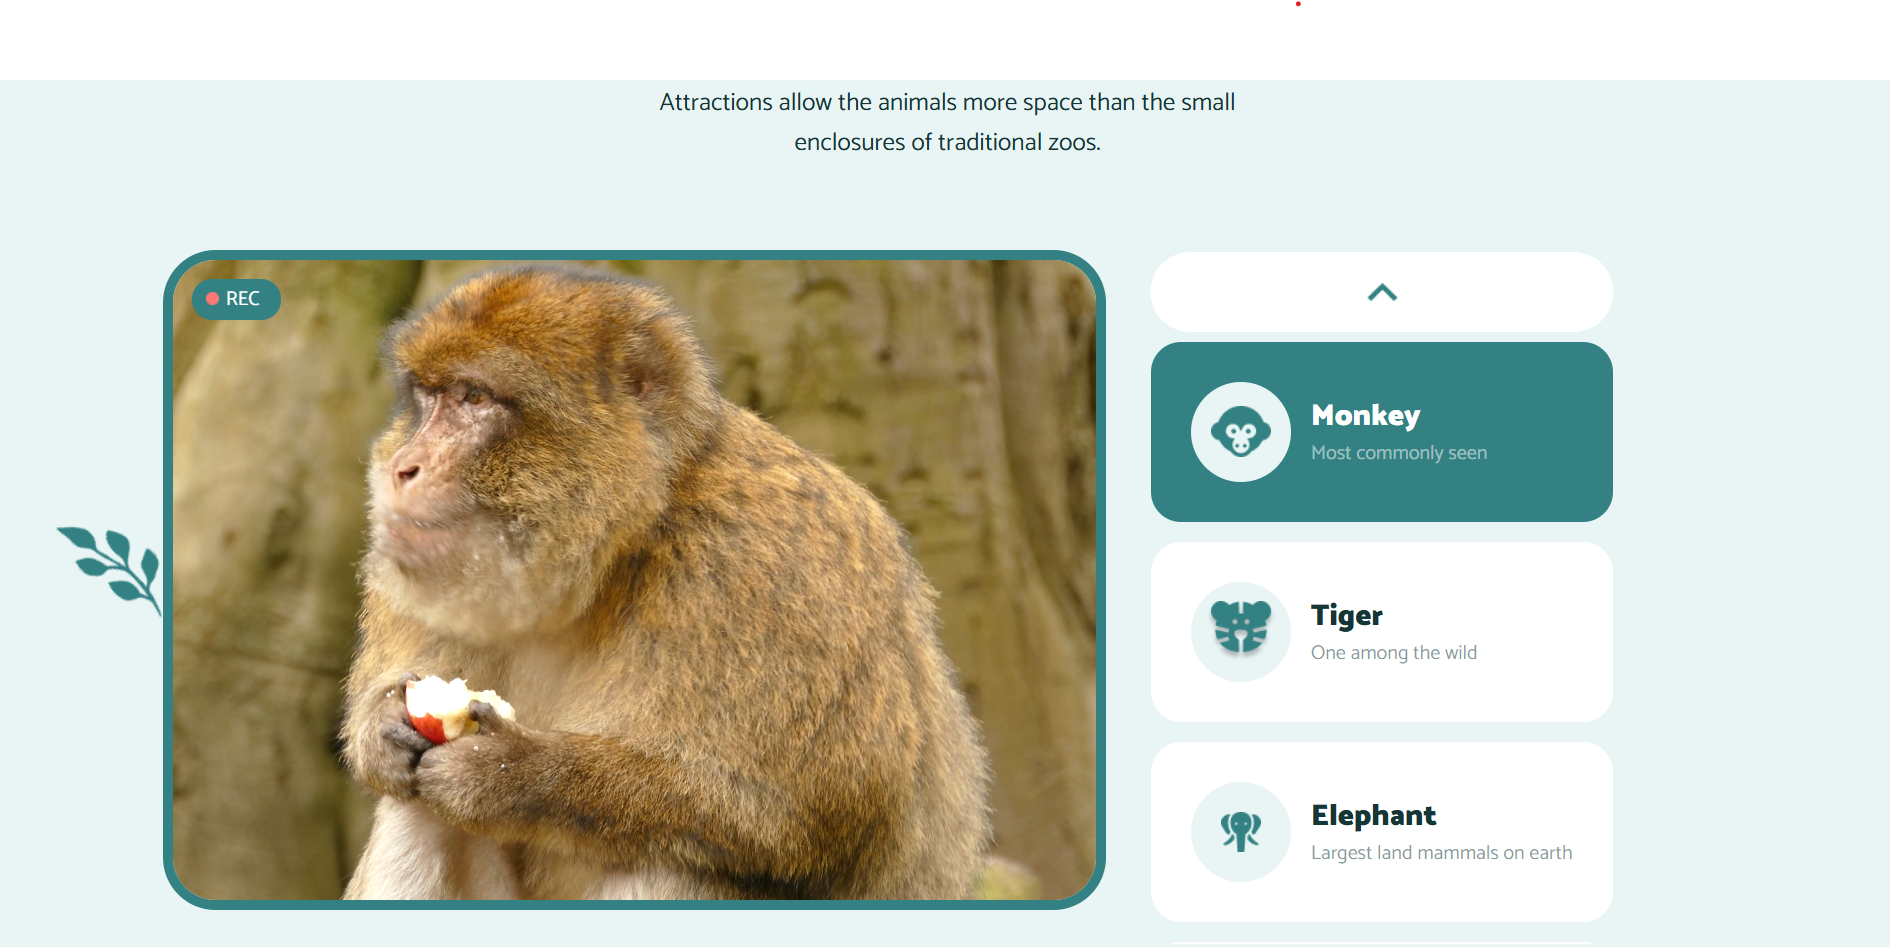 Attractions allow the animals more space than the small
enclosures of traditional zoos.
REC
Monkey
Most commonly seen
Tiger
One among the wild
Elephant
Largest land mammals on earth